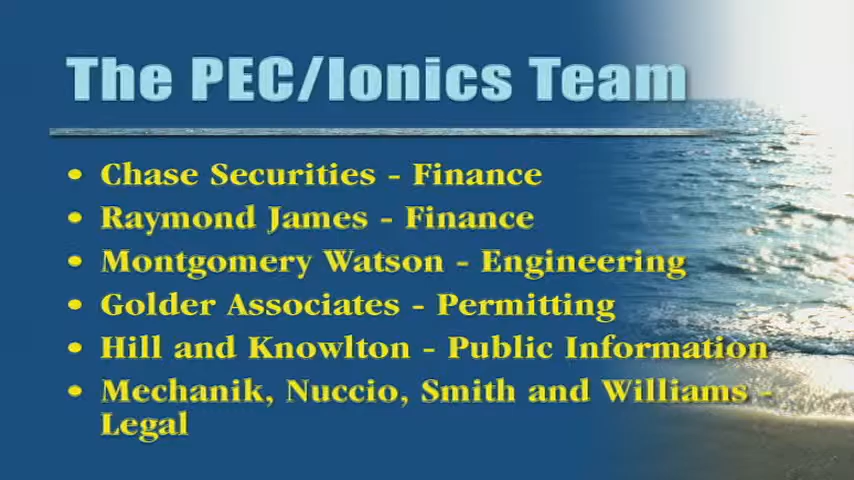 The PEC/Ionics Team
• Chase Securities - Finance
• Raymond James - Finance
• Montgomery Watson - Engineering
• Golder Associates - Permitting
• Hill and Knowlton - Public Information
• Mechanik, Nuccio, Smith and Williams -
Legal